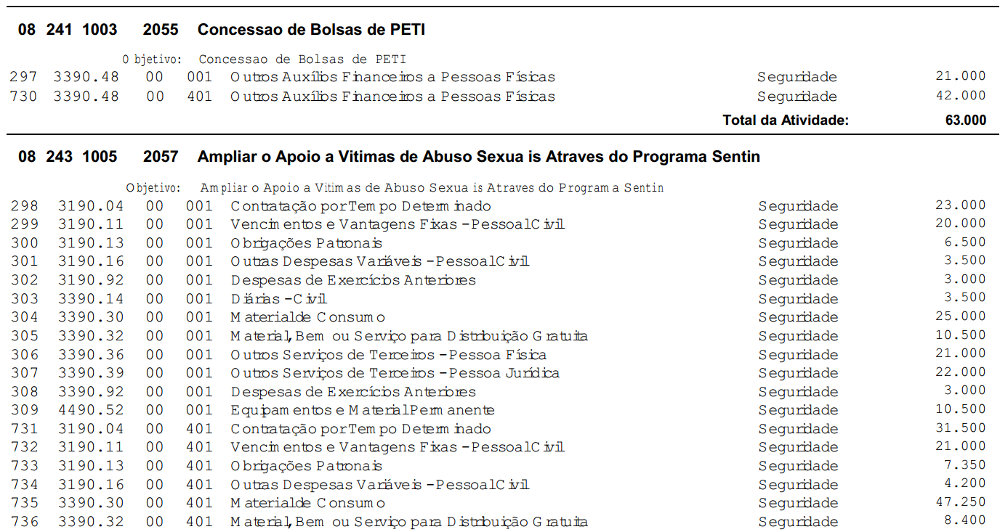 08 241 1003 2055 Concessao de Bolsas de PETI
Objetivo: Concessao de Bolsas de PETI
297 3390.48 00 001 Outros Auxílios Financeiros a Pessoas Físicas Seguridade 21.000
730 3390.48 00 401 Outros Auxílios Financeiros a Pessoas Físicas Seguridade 42.000
Total da Atividade: 63.000
08 243 1005 2057 Ampliar o Apoio a Vitimas de Abuso Sexua is Atraves do Programa Sentin
Objetivo: Ampliar o Apoio a Vitimas de Abuso Sexua is Atraves do Programa Sentin
298 3190.04 00 001 Contratação por Tempo Determinado Seguridade 23.000
299 3190.11 00 001 Vencimentos e Vantagens Fixas - Pessoal Civil Seguridade 20.000
300 3190.13 00 001 Obrigações Patronais Seguridade 6.500
301 3190.16 00 001 Outras Despesas Variáveis - Pessoal Civil Seguridade 3.500
302 3190.92 00 001 Despesas de Exercícios Anteriores Seguridade 3.000
303 3390.14 00 001 Diárias - Civil Seguridade 3.500
304 3390.30 00 001 Material de Consumo Seguridade 25.000
305 3390.32 00 001 Material, Bem ou Serviço para Distribuição Gratuita Seguridade 10.500
306 3390.36 00 001 Outros Serviços de Terceiros - Pessoa Física Seguridade 21.000
307 3390.39 00 001 Outros Serviços de Terceiros - Pessoa Jurídica Seguridade 22.000
308 3390.92 00 001 Despesas de Exercícios Anteriores Seguridade 3.000
309 4490.52 00 001 Equipamentos e Material Permanente Seguridade 10.500
731 3190.04 00 401 Contratação por Tempo Determinado Seguridade 31.500
732 3190.11 00 401 Vencimentos e Vantagens Fixas - Pessoal Civil Seguridade 21.000
733 3190.13 00 401 Obrigações Patronais Seguridade 7.350
734 3190.16 00 401 Outras Despesas Variáveis - Pessoal Civil Seguridade 4.200
735 3390.30 00 401 Material de Consumo Seguridade 47.250
736 3390.32 00 401 Material, Bem ou Serviço para Distribuição Gratuita Seguridade 8.400